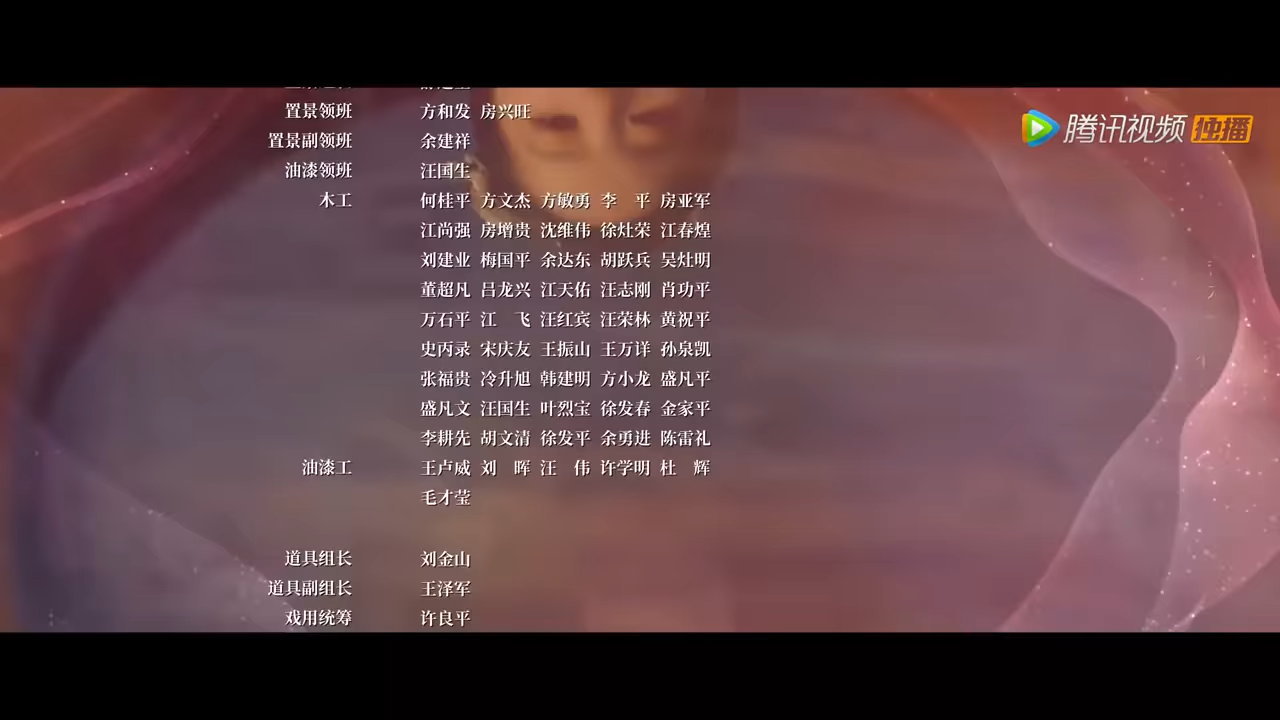 置景领班 方和发 房兴旺
腾讯视频 独播
置景副领班 余建祥
油漆领班 汪国生
木工 何桂平 方文杰 方敏勇 李 平 房亚军
江尚强 房增贵 沈维伟 徐灶荣 江春煌
刘建业 梅国平 余达东 胡跃兵 吴灶明
董超凡 吕龙兴 江天佑 汪志刚 肖功平
万石平 江 飞 汪红宾 汪荣林 黄祝平
史丙录 宋庆友 王振山 王万详 孙泉凯
张福贵 冷升旭 韩建明 方小龙 盛凡平
盛凡文 汪国生 叶烈宝 徐发春 金家平
李耕先 胡文清 徐发平 余勇进 陈雷礼
油漆工 王卢威 刘 晖 汪 伟 许学明 杜 辉
毛才莹
道具组长 刘金山
道具副组长 王泽军
戏用统筹 许良平